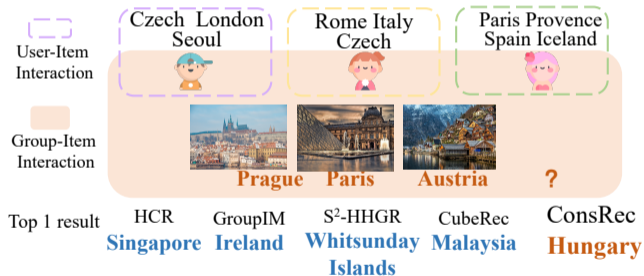 Czech London
Seoul
Rome Italy
Czech
Paris Provence
Spain Iceland
User-Item
Interaction
Group-Item
Interaction
Prague Paris Austria ?
Top 1 result
HCR
Singapore
GroupIM
Ireland
S²-HHGR
Whitsunday
Islands
CubeRec
Malaysia
ConsRec
Hungary